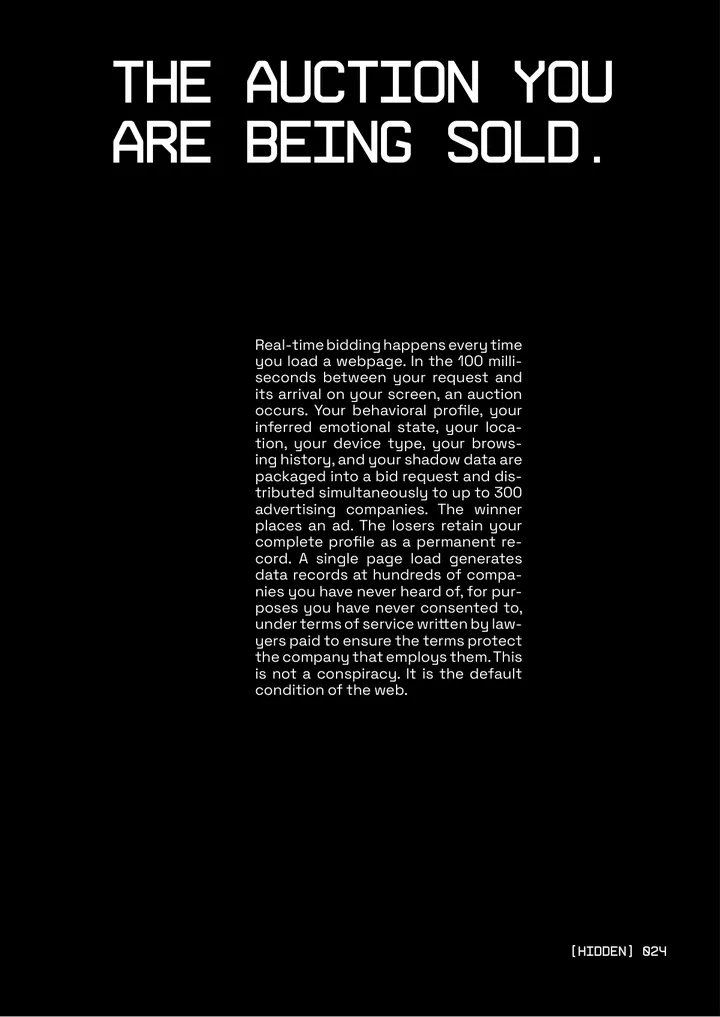 THE AUCTION YOU
ARE BEING SOLD.
Real-time bidding happens every time
you load a webpage. In the 100 milli-
seconds between your request and
its arrival on your screen, an auction
occurs. Your behavioral profile, your
inferred emotional state, your loca-
tion, your device type, your brows-
ing history, and your shadow data are
packaged into a bid request and dis-
tributed simultaneously to up to 300
advertising companies. The winner
places an ad. The losers retain your
complete profile as a permanent re-
cord. A single page load generates
data records at hundreds of compa-
nies you have never heard of, for pur-
poses you have never consented to,
under terms of service written by law-
yers paid to ensure the terms protect
the company that employs them. This
is not a conspiracy. It is the default
condition of the web.
[HIDDEN] 024